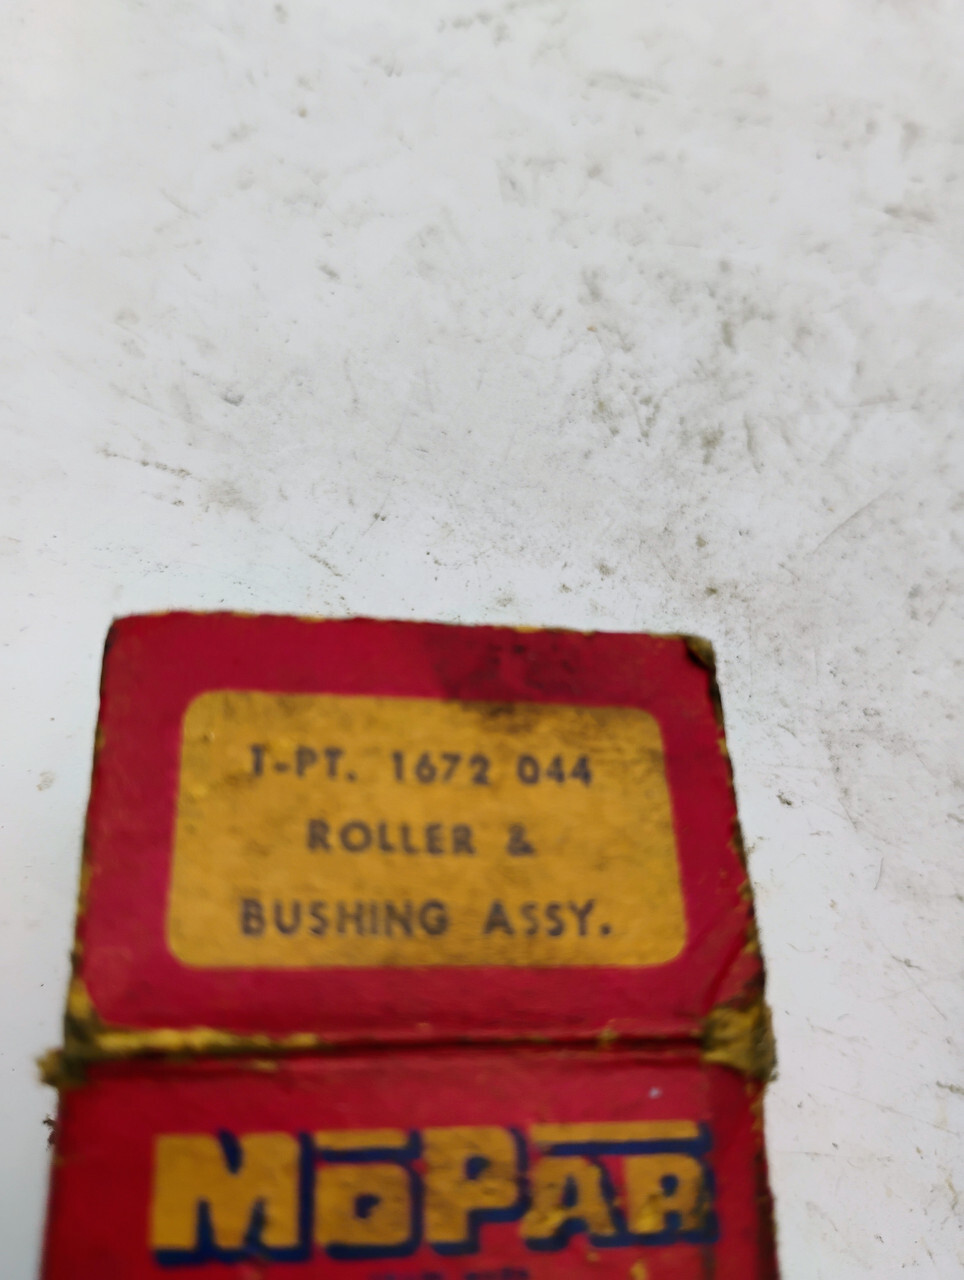 T-PT. 1672 044
ROLLER &
BUSHING ASSY.
MOPAR